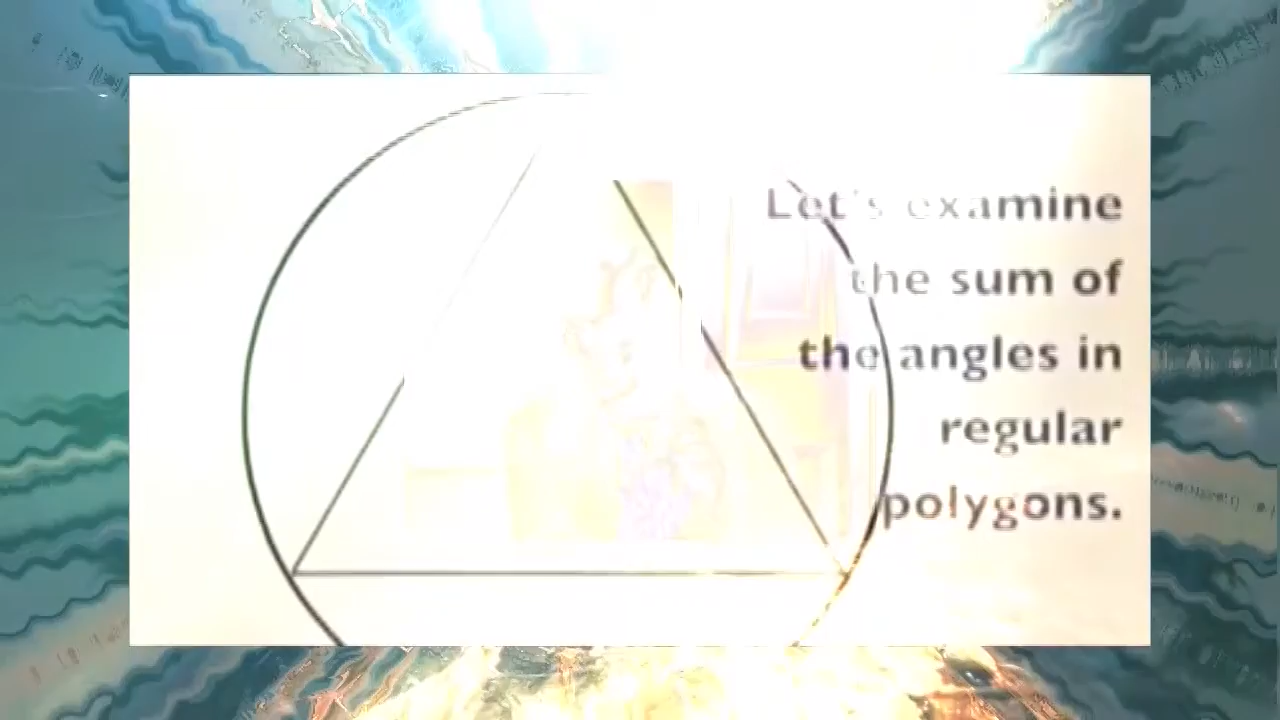 Let's examine
the sum of
the angles in
regular
polygons.